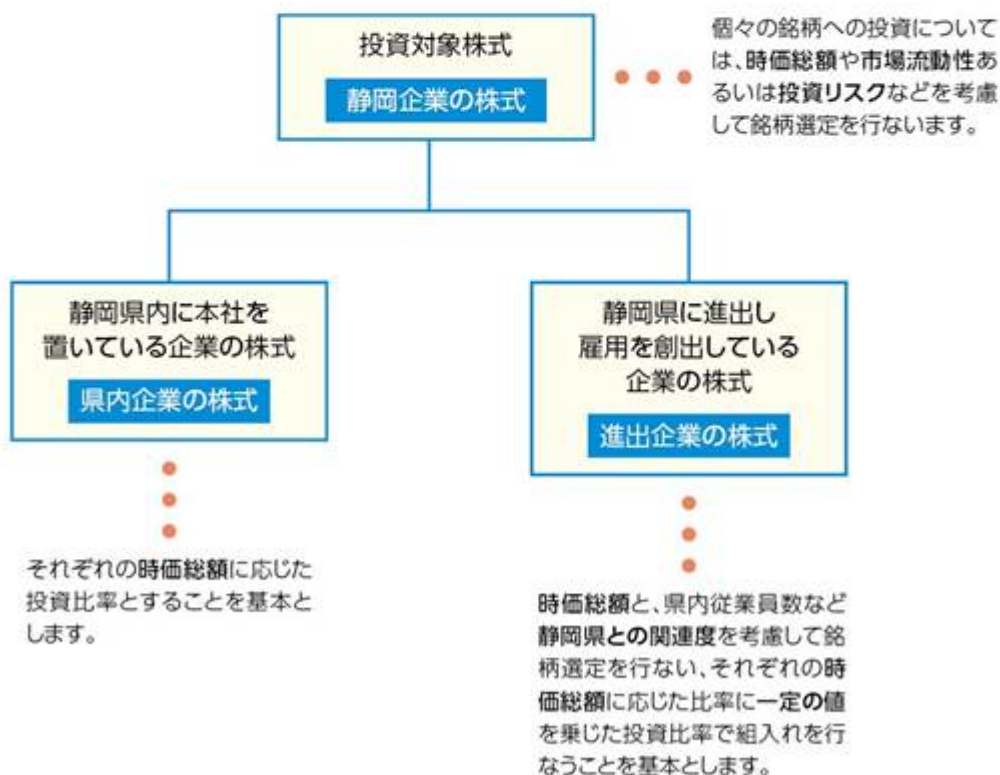 投資対象株式
静岡企業の株式
個々の銘柄への投資について
は、時価総額や市場流動性あ
るいは投資リスクなどを考慮
して銘柄選定を行ないます。
静岡県内に本社を
置いている企業の株式
県内企業の株式
それぞれの時価総額に応じた
投資比率とすることを基本と
します。
静岡県に進出し
雇用を創出している
企業の株式
進出企業の株式
時価総額と、県内従業員数など
静岡県との関連度を考慮して銘
柄選定を行ない、それぞれの時
価総額に応じた比率に一定の値
を乗じた投資比率で組入れを行
なうことを基本とします。